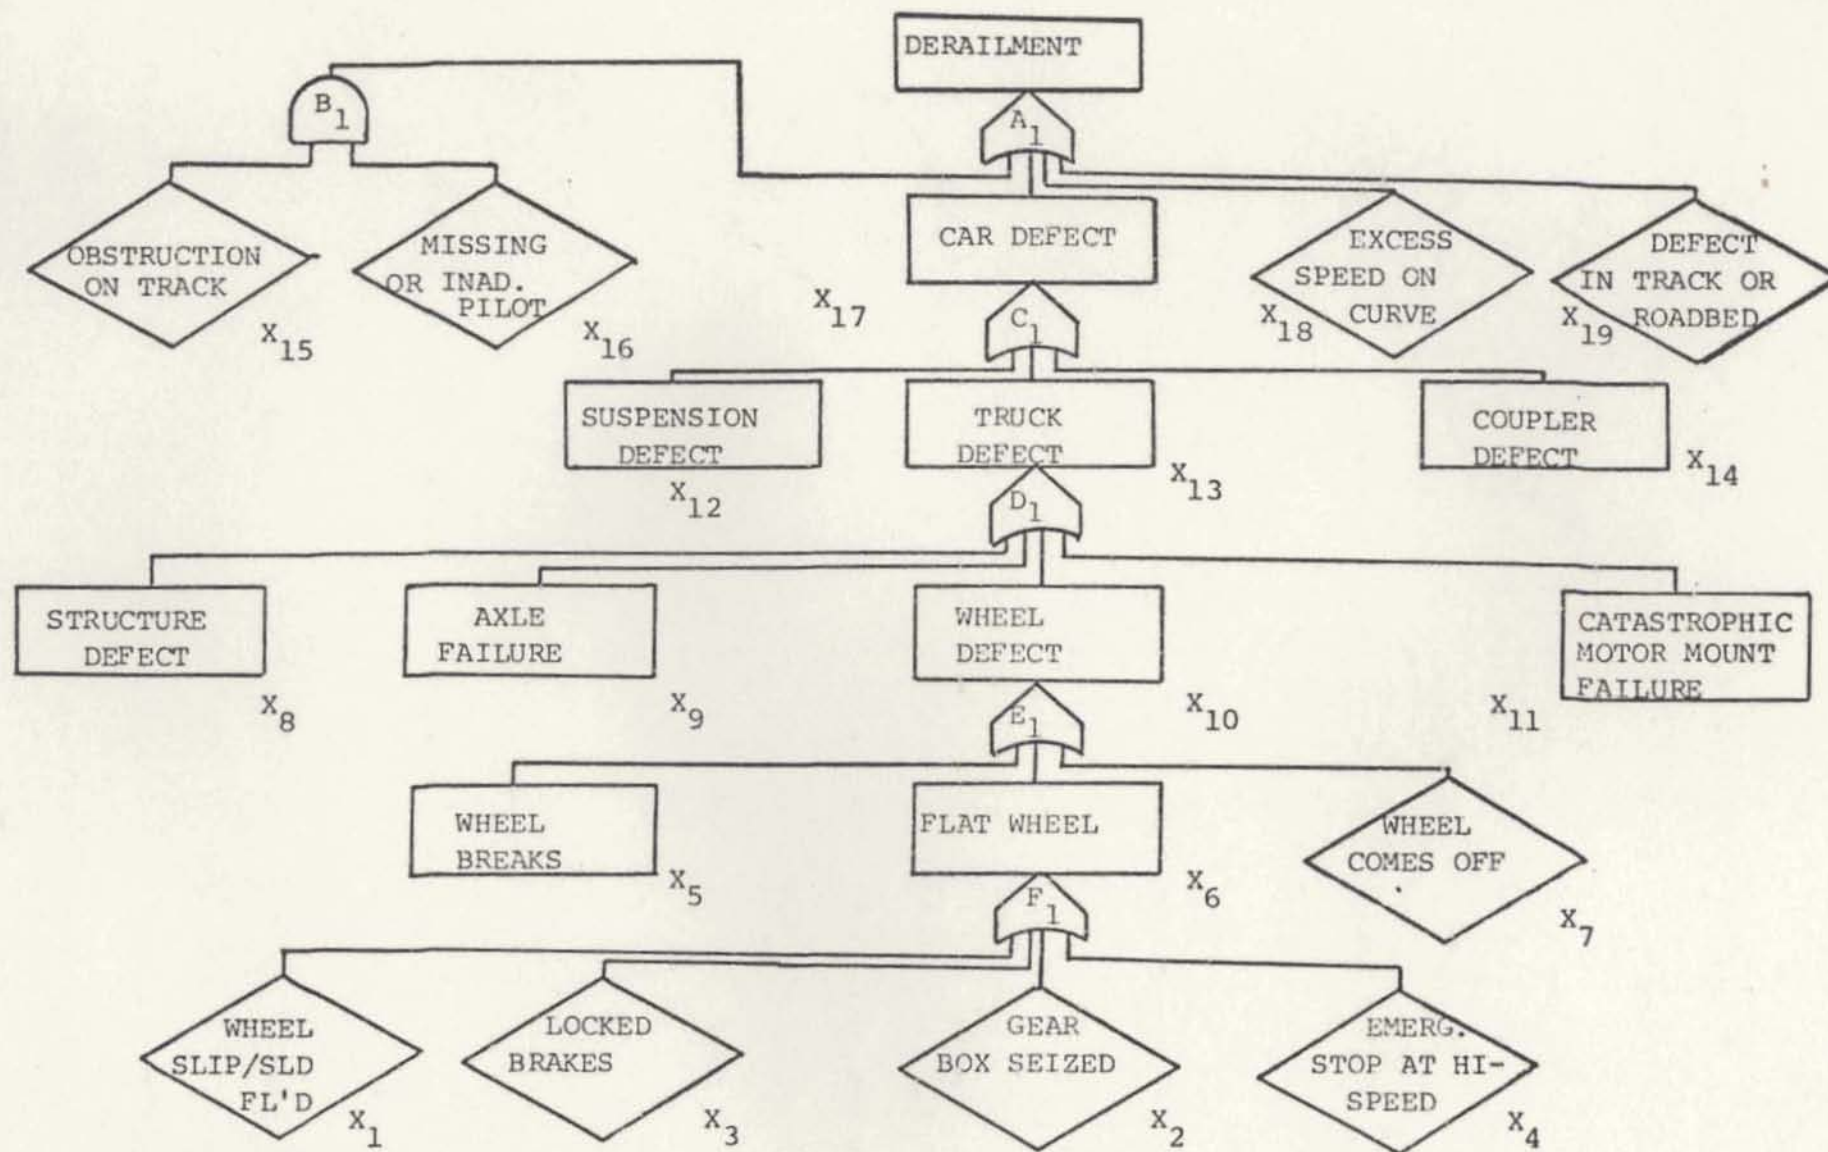 DERAILMENT
B1
A1
OBSTRUCTION
ON TRACK
X15
MISSING
OR INAD.
PILOT
X16
CAR DEFECT
X17
EXCESS
SPEED ON
CURVE
X18
DEFECT
IN TRACK OR
ROADBED
X19
C1
SUSPENSION
DEFECT
X12
TRUCK
DEFECT
X13
COUPLER
DEFECT
X14
D1
STRUCTURE
DEFECT
X8
AXLE
FAILURE
X9
WHEEL
DEFECT
X10
CATASTROPHIC
MOTOR MOUNT
FAILURE
X11
E1
WHEEL
BREAKS
X5
FLAT WHEEL
X6
WHEEL
COMES OFF
X7
F1
WHEEL
SLIP/SLD
FL'D
X1
LOCKED
BRAKES
X3
GEAR
BOX SEIZED
X2
EMERG.
STOP AT HI-
SPEED
X4